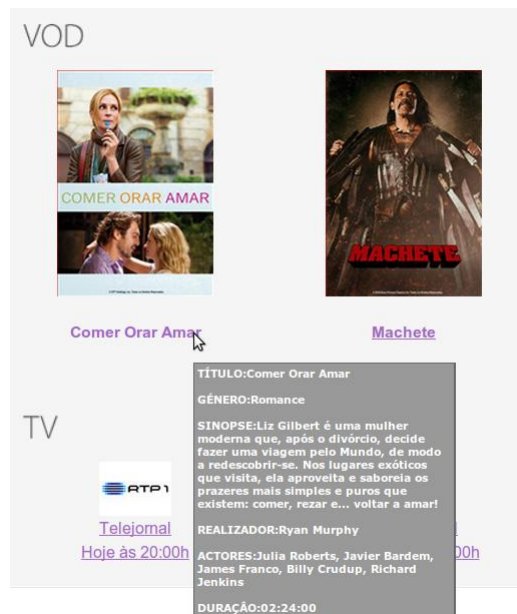 VOD
COMER ORAR AMAR
MACHETE
Comer Orar Amar
Machete
TÍTULO:Comer Orar Amar
GÉNERO:Romance
SINOPSE:Liz Gilbert é uma mulher
moderna que, após o divórcio, decide
fazer uma viagem pelo Mundo, de modo
a redescobrir-se. Nos lugares exóticos
que visita, ela aproveita e saboreia os
prazeres mais simples e puros que
existem: comer, rezar e... voltar a amar!
REALIZADOR:Ryan Murphy
ACTORES:Julia Roberts, Javier Bardem,
James Franco, Billy Crudup, Richard
Jenkins
DURAÇÂO:02:24:00
TV
RTP1
Telejornal
Hoje às 20:00h
00h